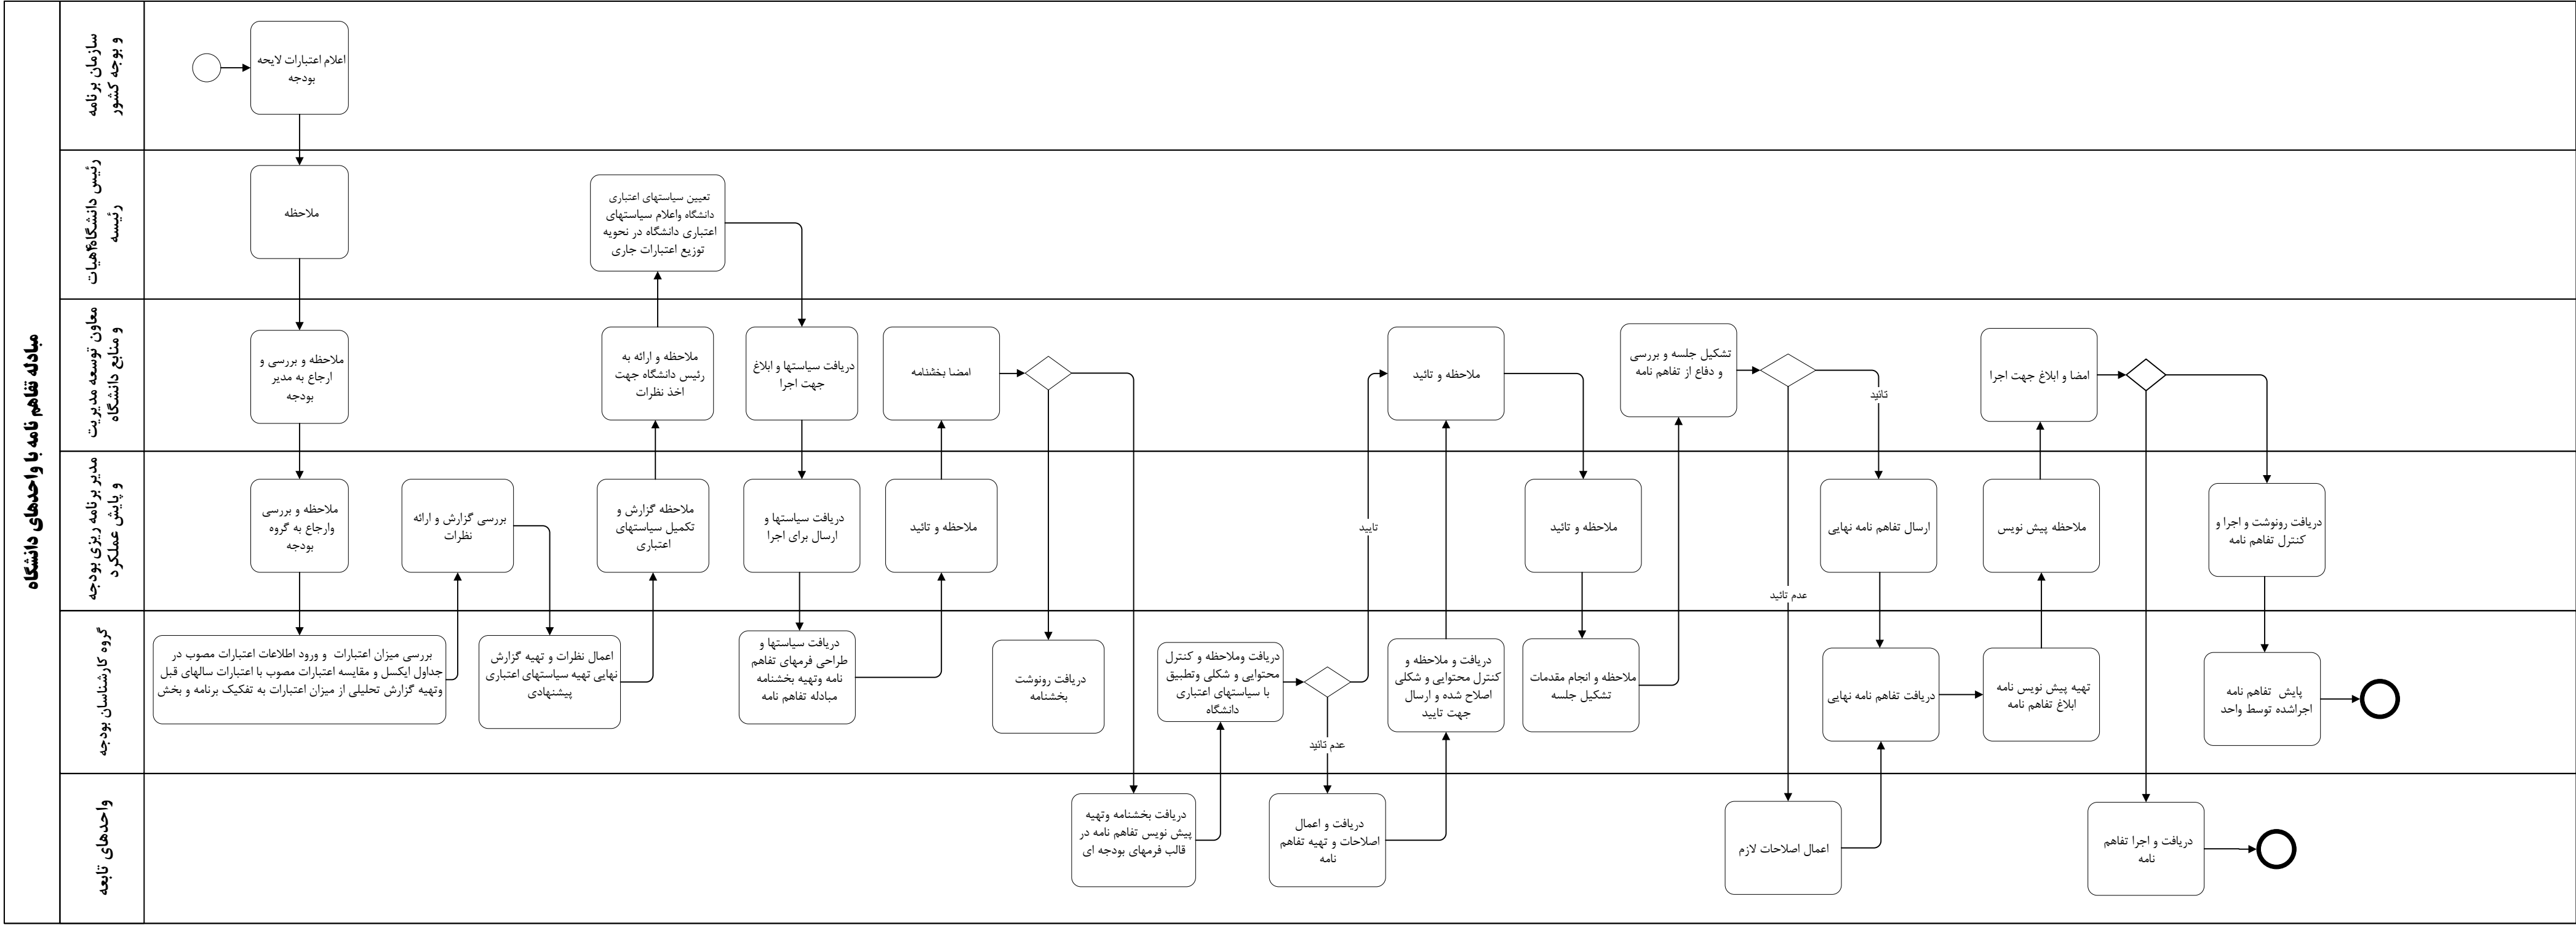 مبادله تفاهم نامه با واحدهای دانشگاه
سازمان برنامه
و بوجه کشور
اعلام اعتبارات لایحه
بودجه
رئیس دانشگاه/هیات
رئیسه
ملاحظه
تعیین سیاستهای اعتباری
دانشگاه واعلام سیاستهای
اعتباری دانشگاه در نحویه
توزیع اعتبارات جاری
معاون توسعه مدیریت
و منابع دانشگاه
ملاحظه و بررسی و
ارجاع به مدیر
بودجه
ملاحظه و ارائه به
رئیس دانشگاه جهت
اخذ نظرات
دریافت سیاستها و ابلاغ
جهت اجرا
امضا بخشنامه
ملاحظه و تائید
تشکیل جلسه و بررسی
و دفاع از تفاهم نامه
تائید
امضا و ابلاغ جهت اجرا
مدیر برنامه ریزی بودجه
و پایش عملکرد
ملاحظه و بررسی
وارجاع به گروه
بودجه
بررسی گزارش و ارائه
نظرات
ملاحظه گزارش و
تکمیل سیاستهای
اعتباری
دریافت سیاستها و
ارسال برای اجرا
ملاحظه و تائید
تایید
ملاحظه و تائید
عدم تائید
ارسال تفاهم نامه نهایی
ملاحظه پیش نویس
دریافت رونوشت و اجرا و
کنترل تفاهم نامه
گروه کارشناسان بودجه
بررسی میزان اعتبارات و ورود اطلاعات اعتبارات مصوب در
جداول ایکسل و مقایسه اعتبارات مصوب با اعتبارات سالهای قبل
وتهیه گزارش تحلیلی از میزان اعتبارات به تفکیک برنامه و بخش
اعمال نظرات و تهیه گزارش
نهایی تهیه سیاستهای اعتباری
پیشنهادی
دریافت سیاستها و
طراحی فرمهای تفاهم
نامه وتهیه بخشنامه
مبادله تفاهم نامه
دریافت رونوشت
بخشنامه
دریافت وملاحظه و کنترل
محتوایی و شکلی وتطبیق
با سیاستهای اعتباری
دانشگاه
عدم تائید
دریافت و ملاحظه و
کنترل محتوایی و شکلی
اصلاح شده و ارسال
جهت تایید
ملاحظه و انجام مقدمات
تشکیل جلسه
دریافت تفاهم نامه نهایی
تهیه پیش نویس نامه
ابلاغ تفاهم نامه
پایش تفاهم نامه
اجراشده توسط واحد
واحدهای تابعه
دریافت بخشنامه وتهیه
پیش نویس تفاهم نامه در
قالب فرمهای بودجه ای
دریافت و اعمال
اصلاحات و تهیه تفاهم
نامه
اعمال اصلاحات لازم
دریافت و اجرا تفاهم
نامه